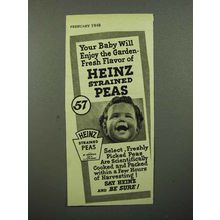 FEBRUARY 1948
Your Baby Will
Enjoy the Garden-
Fresh Flavor of
HEINZ
STRAINED
PEAS
57
HEINZ
STRAINED
PEAS
Select, Freshly
Picked Peas
Are Scientifically
Cooked and Packed
within a Few Hours
of Harvesting!
SAY HEINZ
AND BE SURE!